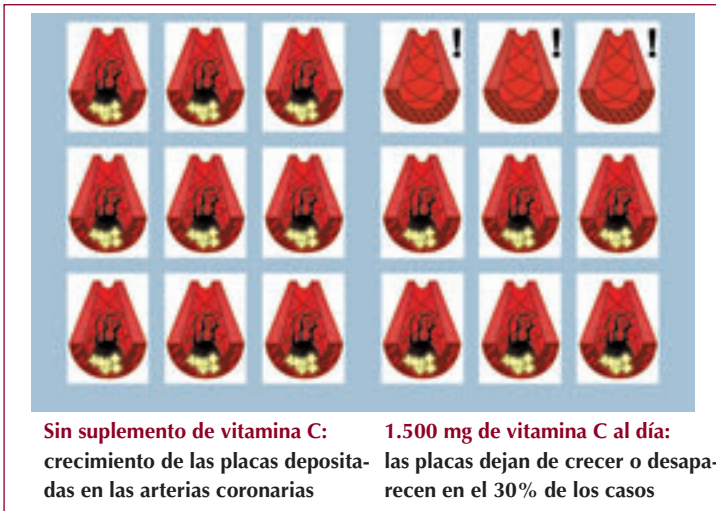 ! ! !
Sin suplemento de vitamina C:
crecimiento de las placas deposita-
das en las arterias coronarias
1.500 mg de vitamina C al día:
las placas dejan de crecer o desapa-
recen en el 30% de los casos